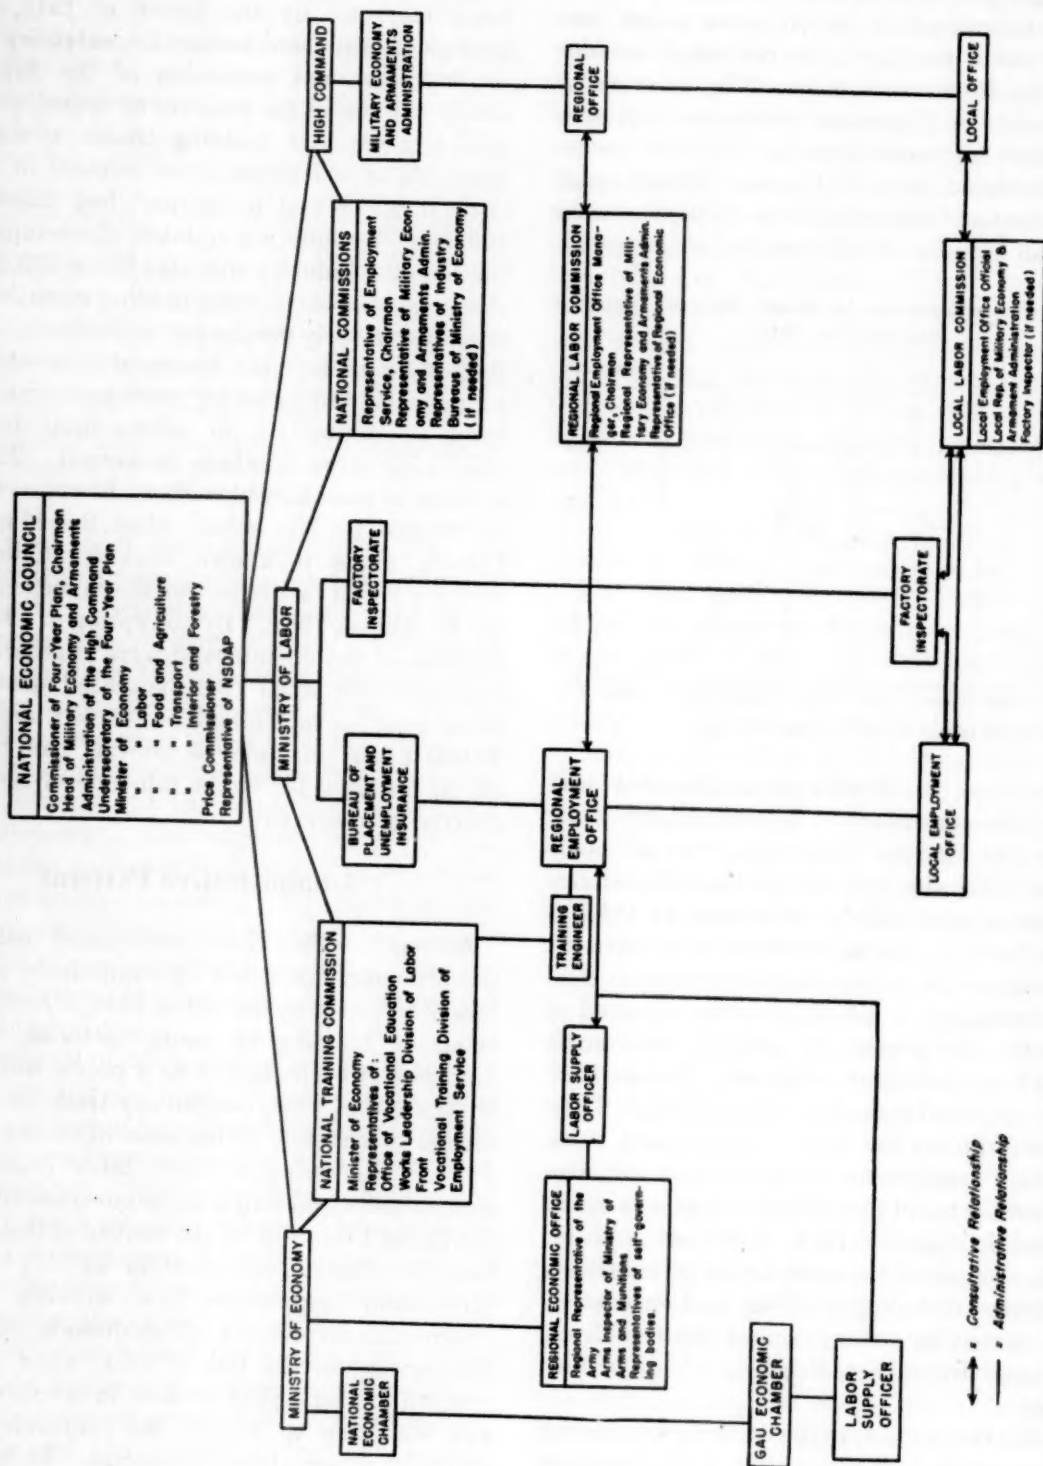 NATIONAL ECONOMIC COUNCIL
Commissioner of Four-Year Plan, Chairman
Head of Military Economy and Armaments
Administration of the High Command
Undersecretary of the Four-Year Plan
Minister of Economy
" " Labor
" " Food and Agriculture
" " Transport
" " Interior and Forestry
Price Commissioner
Representative of NSDAP
MINISTRY OF ECONOMY
MINISTRY OF LABOR
HIGH COMMAND
NATIONAL ECONOMIC
CHAMBER
NATIONAL TRAINING COMMISSION
Minister of Economy
Representatives of:
Office of Vocational Education
Works Leadership Division of Labor
Front
Vocational Training Division of
Employment Service
BUREAU OF
PLACEMENT AND
UNEMPLOYMENT
INSURANCE
FACTORY
INSPECTORATE
NATIONAL COMMISSIONS
Representative of Employment
Service, Chairman
Representative of Military Econ-
omy and Armaments Admin.
Representatives of Industry
Bureaus of Ministry of Economy
(if needed)
MILITARY ECONOMY
AND ARMAMENTS
ADMINISTRATION
REGIONAL ECONOMIC OFFICE
Regional Representative of the
Army
Arms Inspector of Ministry of
Arms and Munitions
Representatives of self-govern-
ing bodies.
LABOR SUPPLY
OFFICER
TRAINING
ENGINEER
REGIONAL
EMPLOYMENT
OFFICE
REGIONAL LABOR COMMISSION
Regional Employment Office Mana-
ger, Chairman
Regional Representative of Mili-
tary Economy and Armaments Admin.
Representative of Regional Economic
Office (if needed)
REGIONAL
OFFICE
GAU ECONOMIC
CHAMBER
LABOR
SUPPLY
OFFICER
LOCAL EMPLOYMENT
OFFICE
FACTORY
INSPECTORATE
LOCAL LABOR COMMISSION
Local Employment Office Official
Local Rep. of Military Economy &
Armament Administration
Factory Inspector (if needed)
LOCAL OFFICE
= Consultative Relationship
= Administrative Relationship